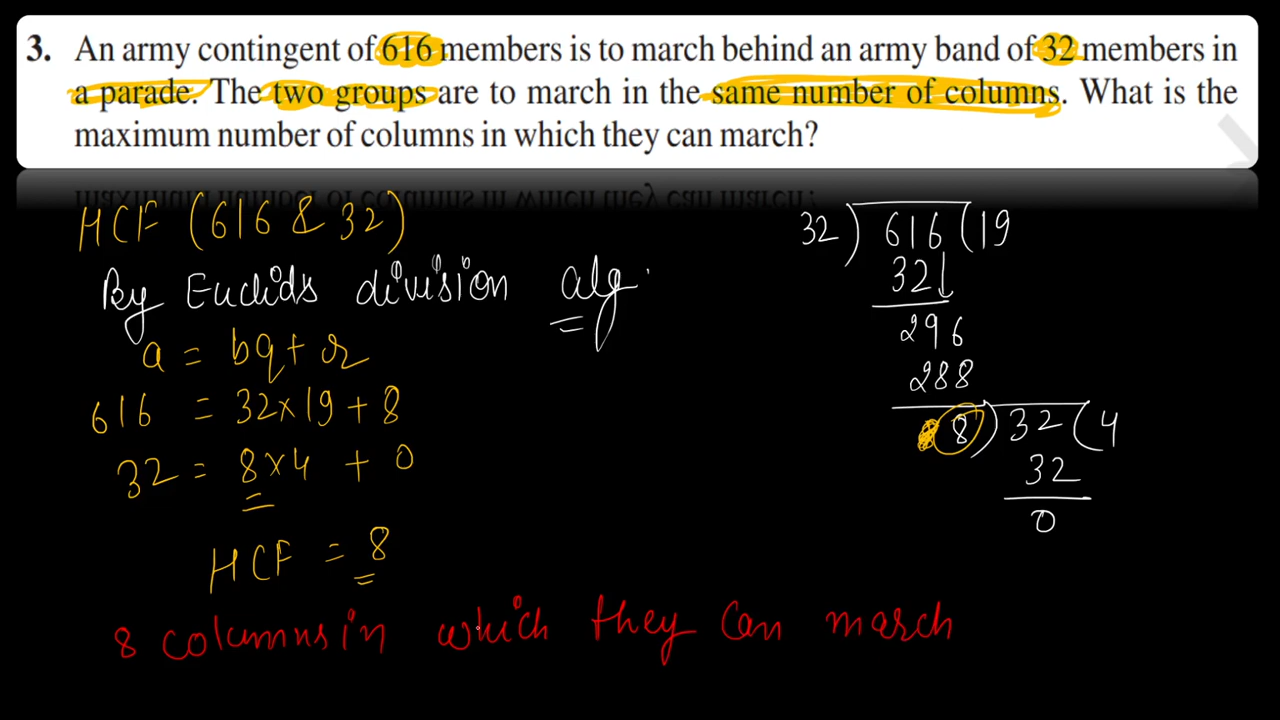 3. An army contingent of 616 members is to march behind an army band of 32 members in
a parade. The two groups are to march in the same number of columns. What is the
maximum number of columns in which they can march?
HCF (616 & 32)
By Euclids division alg.
a = bq + r
616 = 32×19 + 8
32 = 8×4 + 0
HCF = 8
8 columns in which they can march
32) 616 (19
32↓
296
288
8) 32 (4
32
0